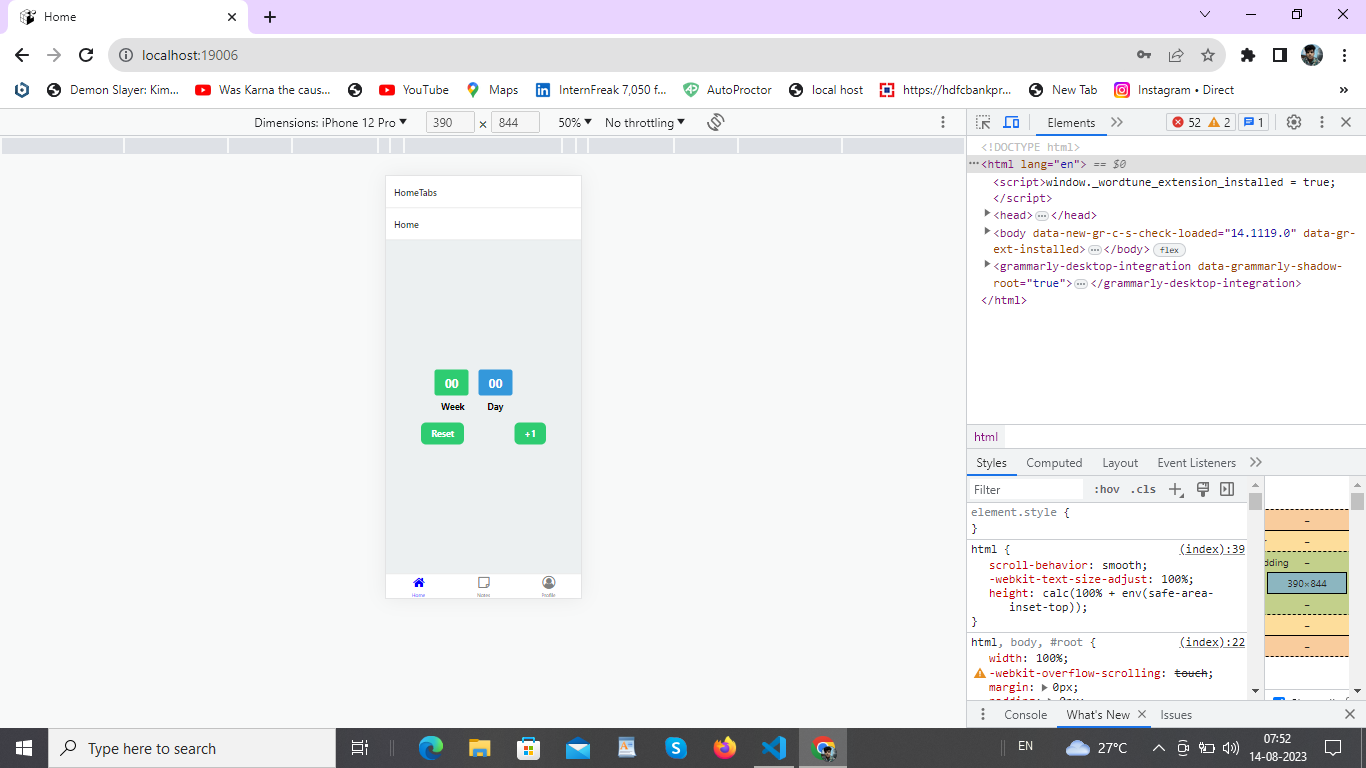 Home
localhost:19006
Demon Slayer: Kim...
Was Karna the caus...
YouTube
Maps
InternFreak 7,050 f...
AutoProctor
local host
https://hdfcbankpr...
New Tab
Instagram • Direct
»
Dimensions: iPhone 12 Pro ▼ 390 × 844 50% ▼ No throttling ▼
HomeTabs
Home
00 00
Week Day
Reset +1
Home Notes Profile
Elements 52 2 1
<!DOCTYPE html>
<html lang="en"> == $0
<script>window._wordtune_extension_installed = true;
</script>
<head> </head>
<body data-new-gr-c-s-check-loaded="14.1119.0" data-gr-
ext-installed> </body> flex
<grammarly-desktop-integration data-grammarly-shadow-
root="true"> </grammarly-desktop-integration>
</html>
html
Styles Computed Layout Event Listeners
Filter :hov .cls
element.style {
}
html { (index):39
scroll-behavior: smooth;
-webkit-text-size-adjust: 100%;
height: calc(100% + env(safe-area-
inset-top));
}
html, body, #root { (index):22
width: 100%;
-webkit-overflow-scrolling: touch;
margin: 0px;
390×844
Console What's New Issues
Type here to search
EN
27°C
07:52
14-08-2023